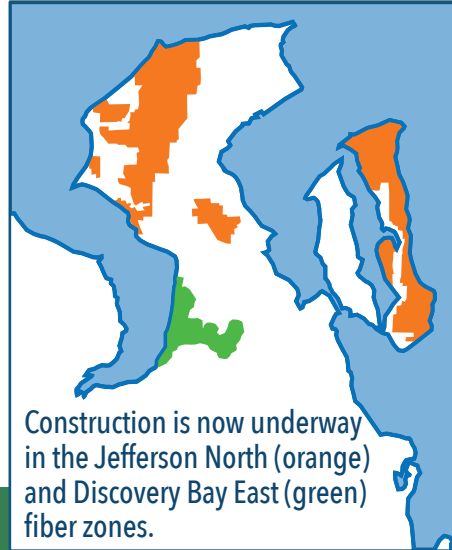 Construction is now underway
in the Jefferson North (orange)
and Discovery Bay East (green)
fiber zones.